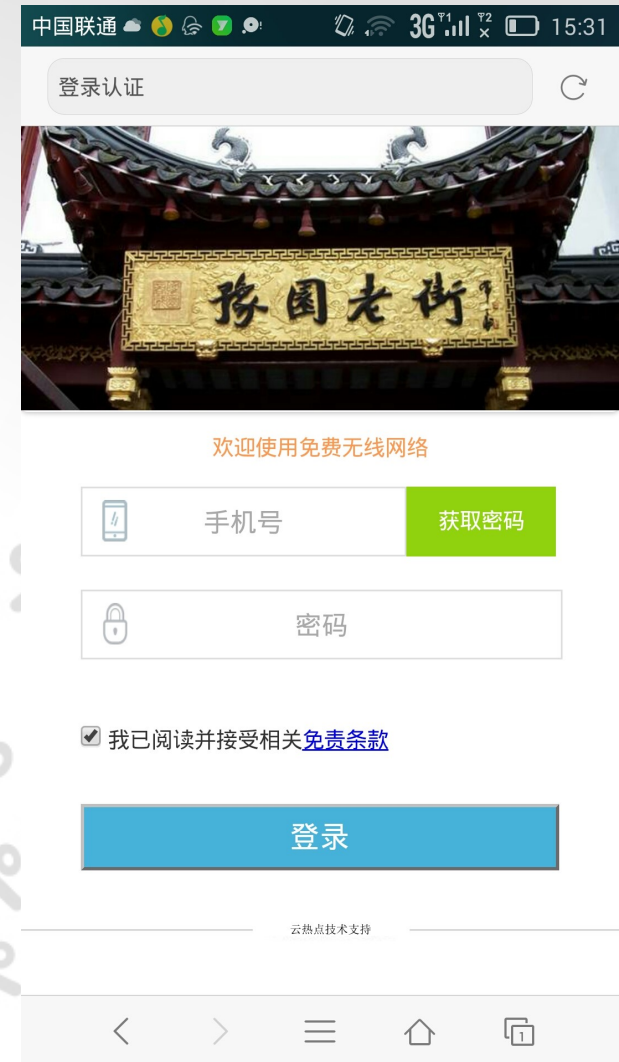 中国联通 3G 15:31
登录认证
豫园老街
欢迎使用免费无线网络
手机号 获取密码
密码
我已阅读并接受相关免责条款
登录
云热点技术支持
1